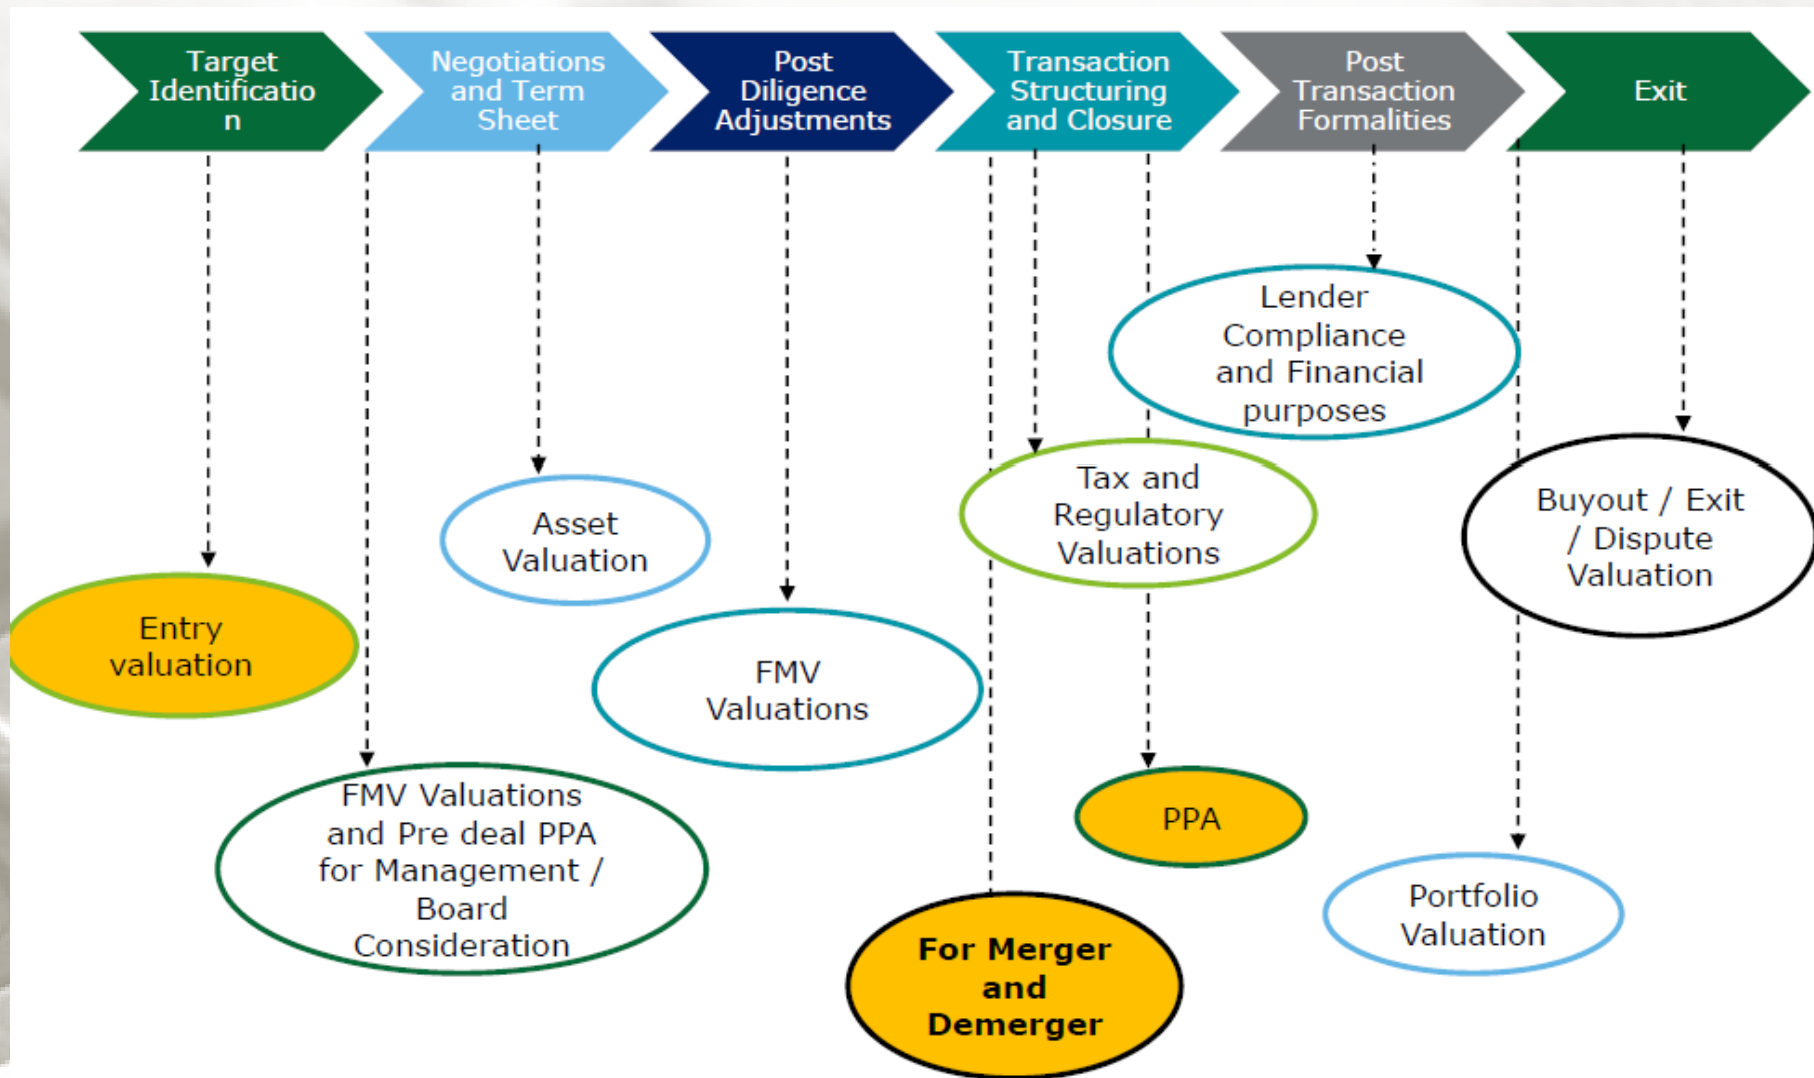 Target
Identificatio
n
Negotiations
and Term
Sheet
Post
Diligence
Adjustments
Transaction
Structuring
and Closure
Post
Transaction
Formalities
Exit
Lender
Compliance
and Financial
purposes
Tax and
Regulatory
Valuations
Buyout / Exit
/ Dispute
Valuation
Asset
Valuation
Entry
valuation
FMV
Valuations
FMV Valuations
and Pre deal PPA
for Management /
Board
Consideration
PPA
Portfolio
Valuation
For Merger
and
Demerger